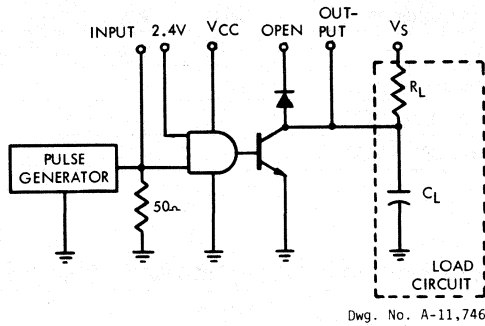 INPUT 2.4V VCC OPEN OUT-
PUT VS
RL
PULSE
GENERATOR
50Ω
CL
LOAD
CIRCUIT
Dwg. No. A-11,746